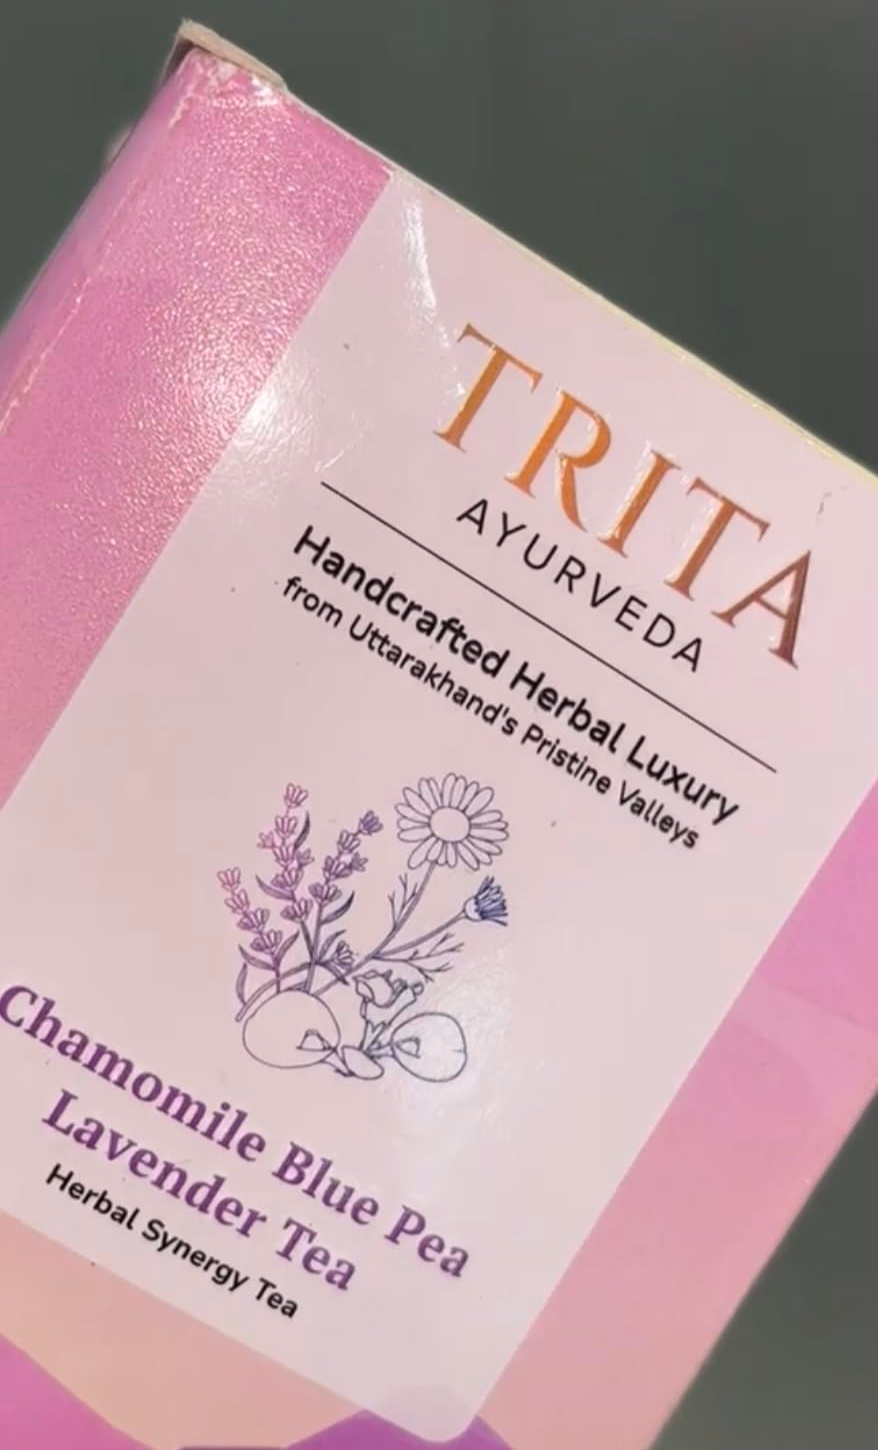 TRITA
AYURVEDA
Handcrafted Herbal Luxury
from Uttarakhand's Pristine Valleys
Chamomile Blue Pea
Lavender Tea
Herbal Synergy Tea